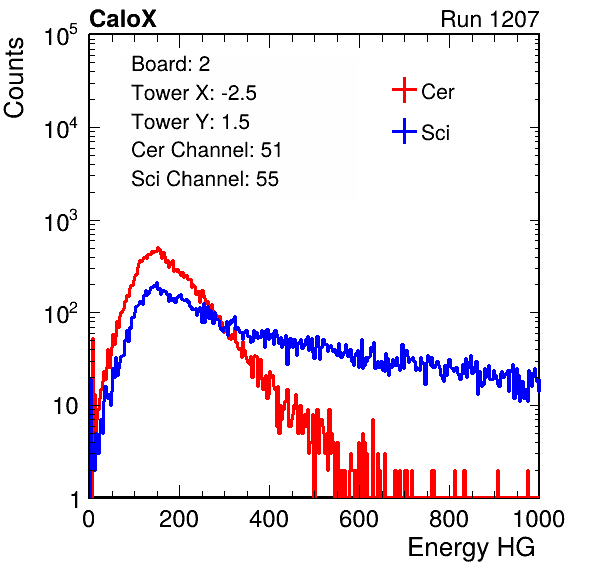 CaloX Run 1207
Counts
Board: 2
Tower X: -2.5
Tower Y: 1.5
Cer Channel: 51
Sci Channel: 55
Cer
Sci
10^5
10^4
10^3
10^2
10
1
0 200 400 600 800 1000
Energy HG